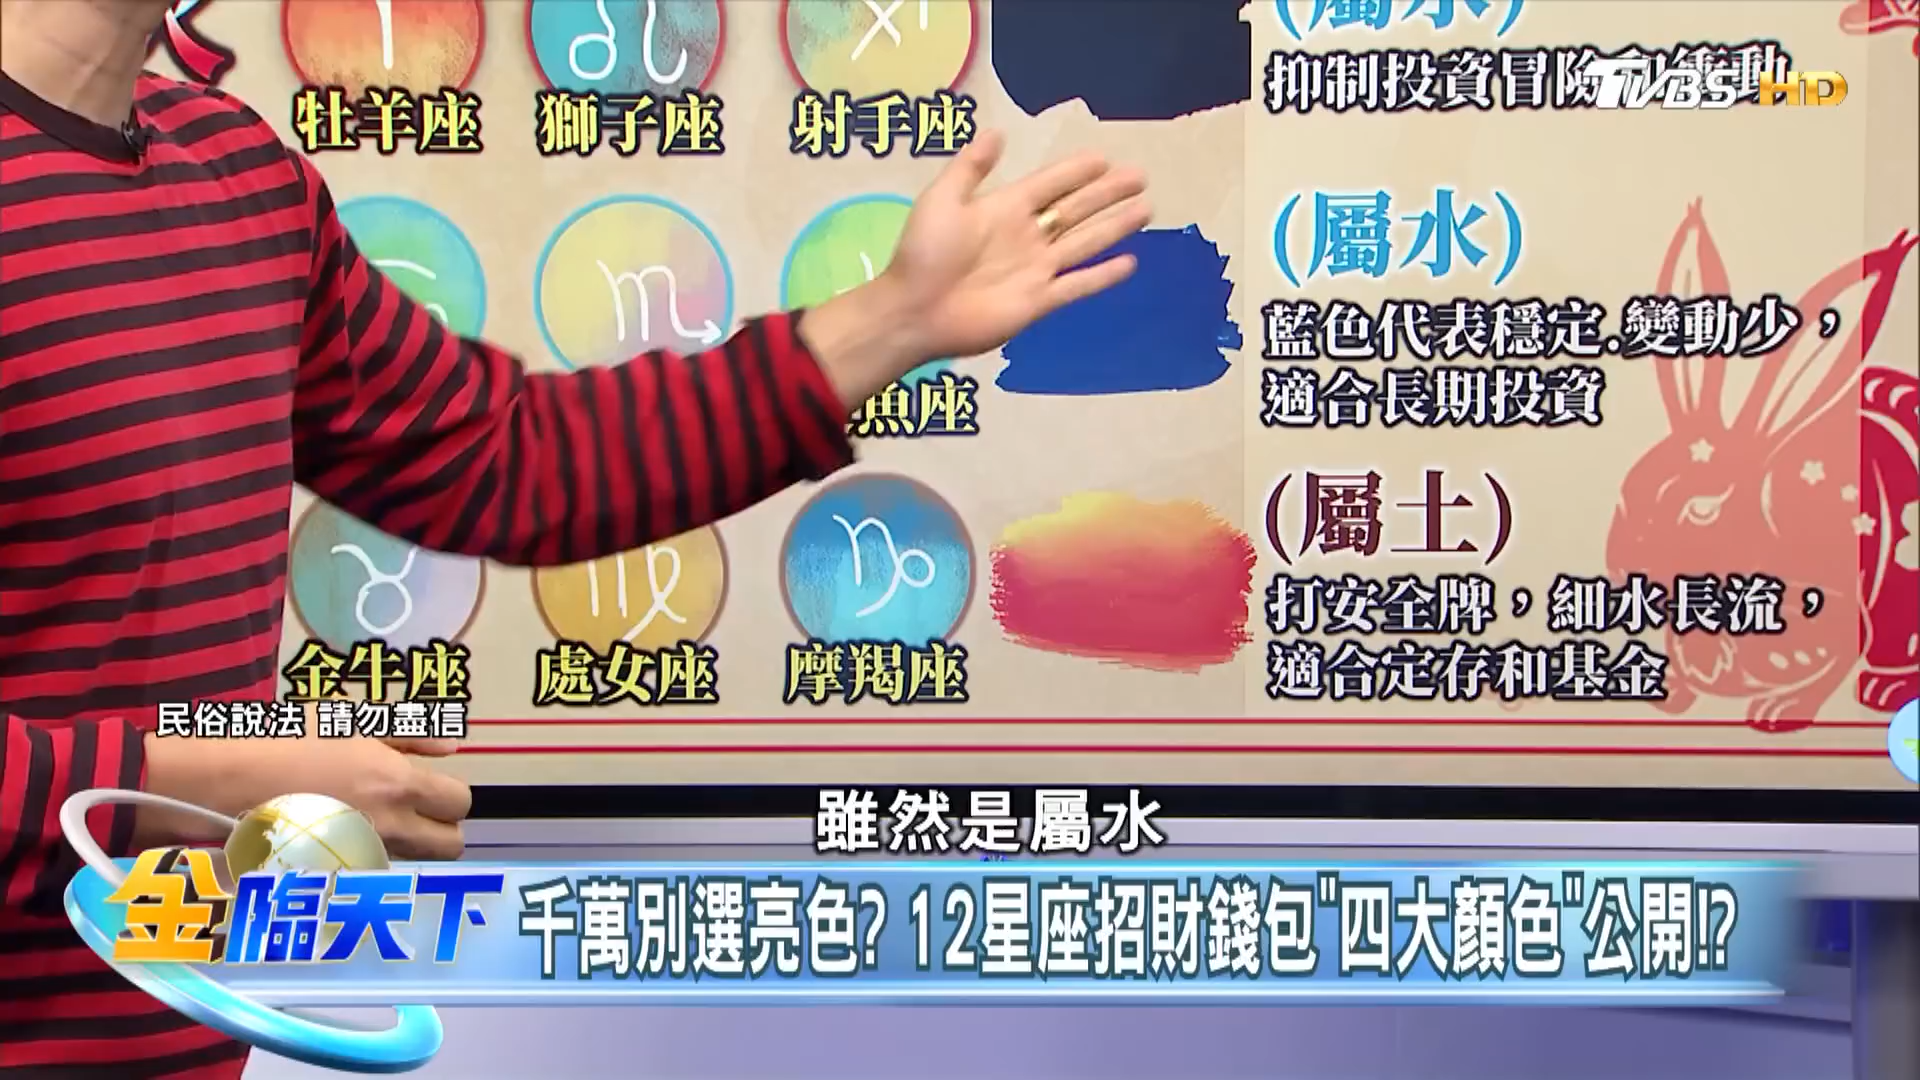 (屬水)
抑制投資冒險和衝動
TVBS HD
牡羊座 獅子座 射手座
(屬水)
藍色代表穩定.變動少，
適合長期投資
魚座
(屬土)
打安全牌，細水長流，
適合定存和基金
金牛座 處女座 摩羯座
民俗說法 請勿盡信
雖然是屬水
金臨天下
千萬別選亮色? 12星座招財錢包"四大顏色"公開!?